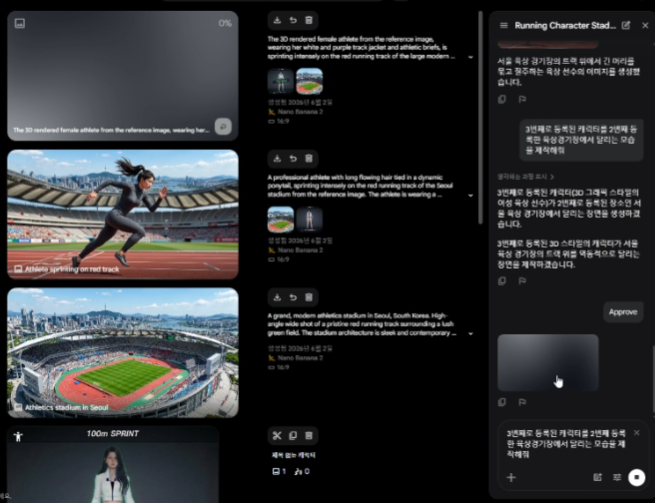 0%
The 3D rendered female athlete from the reference image, wearing her...
The 3D rendered female athlete from the reference image,
wearing her white and purple track jacket and athletic briefs, is
sprinting intensely on the red running track of the large modern ...
생성됨 2026년 6월 2일
Nano Banana 2
16:9
Athlete sprinting on red track
A professional athlete with long flowing hair tied in a dynamic
ponytail, sprinting intensely on the red running track of the Seoul
stadium from the reference image. The athlete is wearing a ...
생성됨 2026년 6월 2일
Nano Banana 2
16:9
Athletics stadium in Seoul
A grand, modern athletics stadium in Seoul, South Korea. High-
angle wide shot of a pristine red running track surrounding a lush
green field. The stadium architecture is sleek and contemporary ...
생성됨 2026년 6월 2일
Nano Banana 2
16:9
100m SPRINT
제목 없는 캐릭터
1
0
Running Character Stad...
서울 육상 경기장의 트랙 위에서 긴 머리를
묶고 질주하는 육상 선수의 이미지를 생성했
습니다.
3번째로 등록된 캐릭터를 2번째 등
록한 육상경기장에서 달리는 모습
을 제작해줘
생각하는 과정 표시
3번째로 등록된 캐릭터(3D 그래픽 스타일의
여성 육상 선수)가 2번째로 등록된 장소인 서
울 육상 경기장에서 달리는 장면을 생성하겠
습니다.
3번째로 등록된 3D 스타일의 캐릭터가 서울
육상 경기장의 트랙 위를 역동적으로 달리는
장면을 제작하겠습니다.
Approve
3번째로 등록된 캐릭터를 2번째 등록
한 육상경기장에서 달리는 모습을 제
작해줘